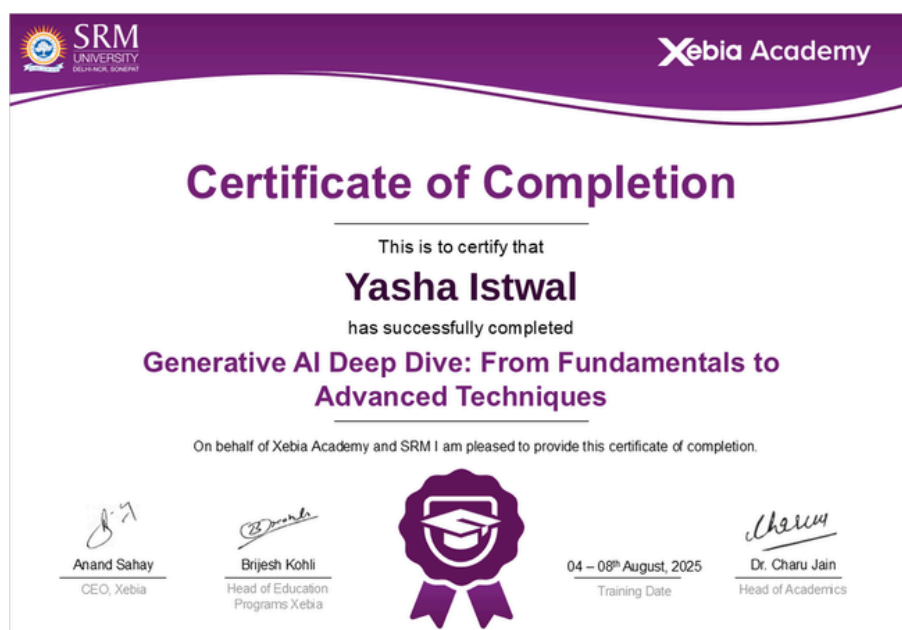 SRM
UNIVERSITY
DELHI-NCR, SONEPAT
Xebia Academy
Certificate of Completion
This is to certify that
Yasha Istwal
has successfully completed
Generative AI Deep Dive: From Fundamentals to
Advanced Techniques
On behalf of Xebia Academy and SRM I am pleased to provide this certificate of completion.
Anand Sahay
CEO, Xebia
Brijesh Kohli
Head of Education
Programs Xebia
04 – 08th August, 2025
Training Date
Charu
Dr. Charu Jain
Head of Academics